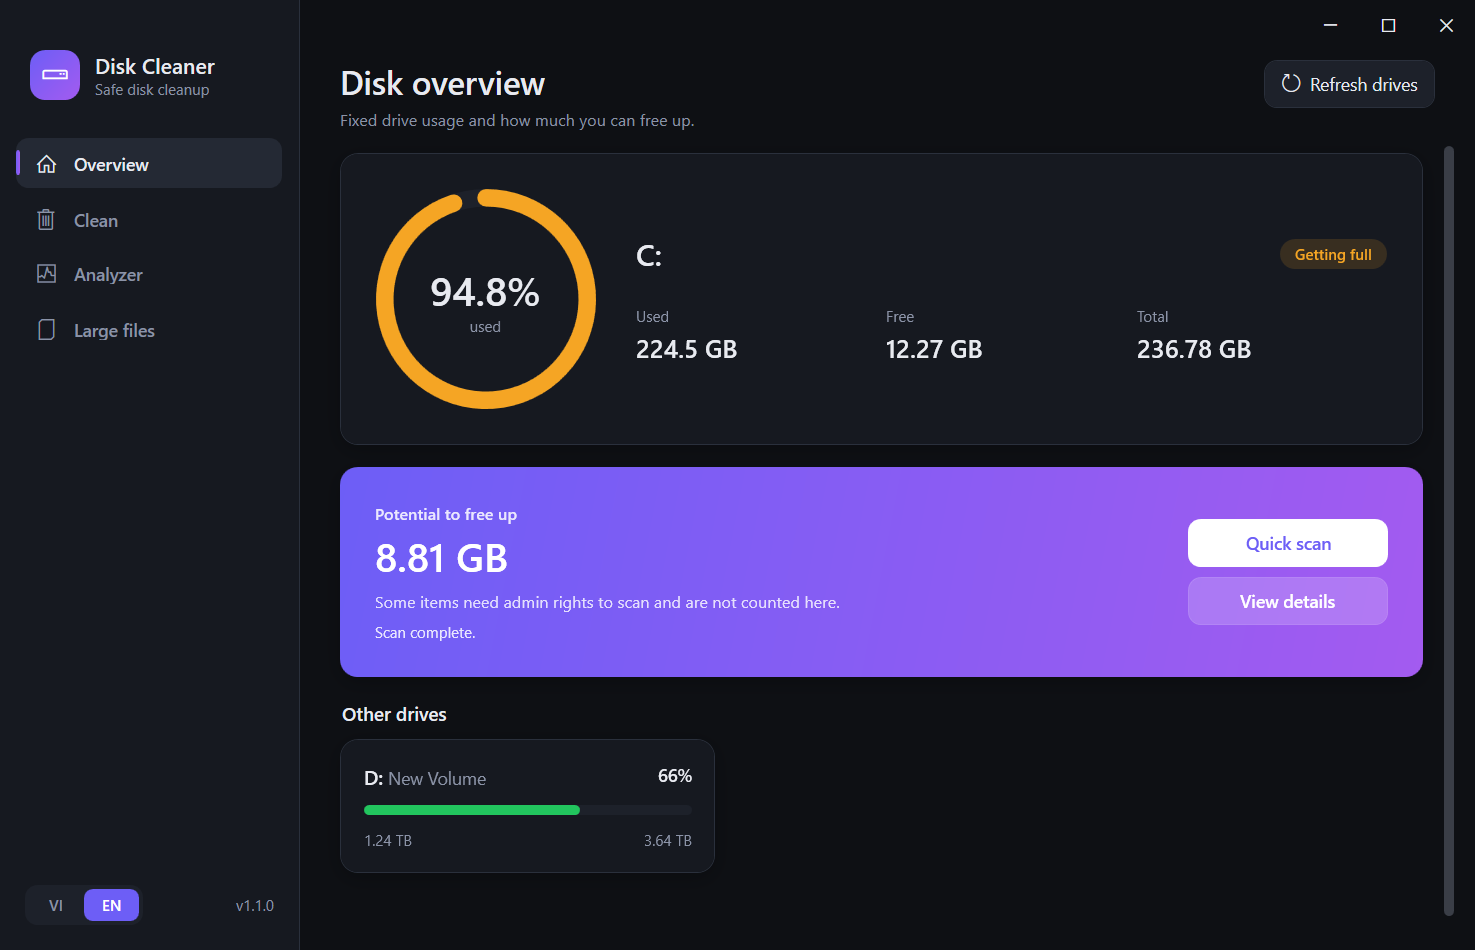 Disk Cleaner
Safe disk cleanup
Overview
Clean
Analyzer
Large files
VI
EN
v1.1.0
Disk overview
Fixed drive usage and how much you can free up.
Refresh drives
94.8%
used
C:
Getting full
Used
Free
Total
224.5 GB
12.27 GB
236.78 GB
Potential to free up
8.81 GB
Some items need admin rights to scan and are not counted here.
Scan complete.
Quick scan
View details
Other drives
D: New Volume
66%
1.24 TB
3.64 TB